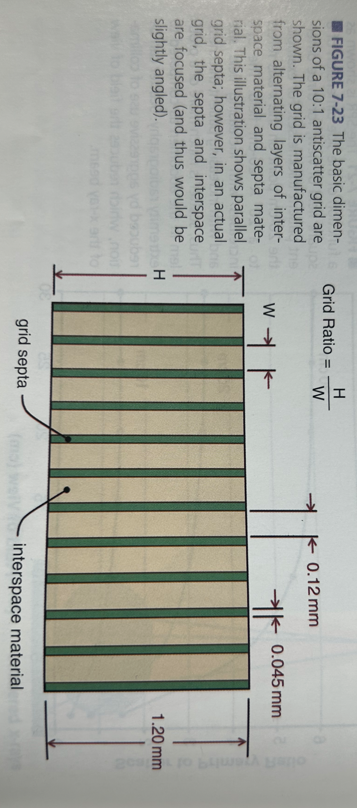 ■ FIGURE 7-23 The basic dimen-
sions of a 10:1 antiscatter grid are
shown. The grid is manufactured
from alternating layers of inter-
space material and septa mate-
rial. This illustration shows parallel
grid septa; however, in an actual
grid, the septa and interspace
are focused (and thus would be
slightly angled).
Grid Ratio = H / W
0.12 mm
W
0.045 mm
H
1.20 mm
grid septa
interspace material